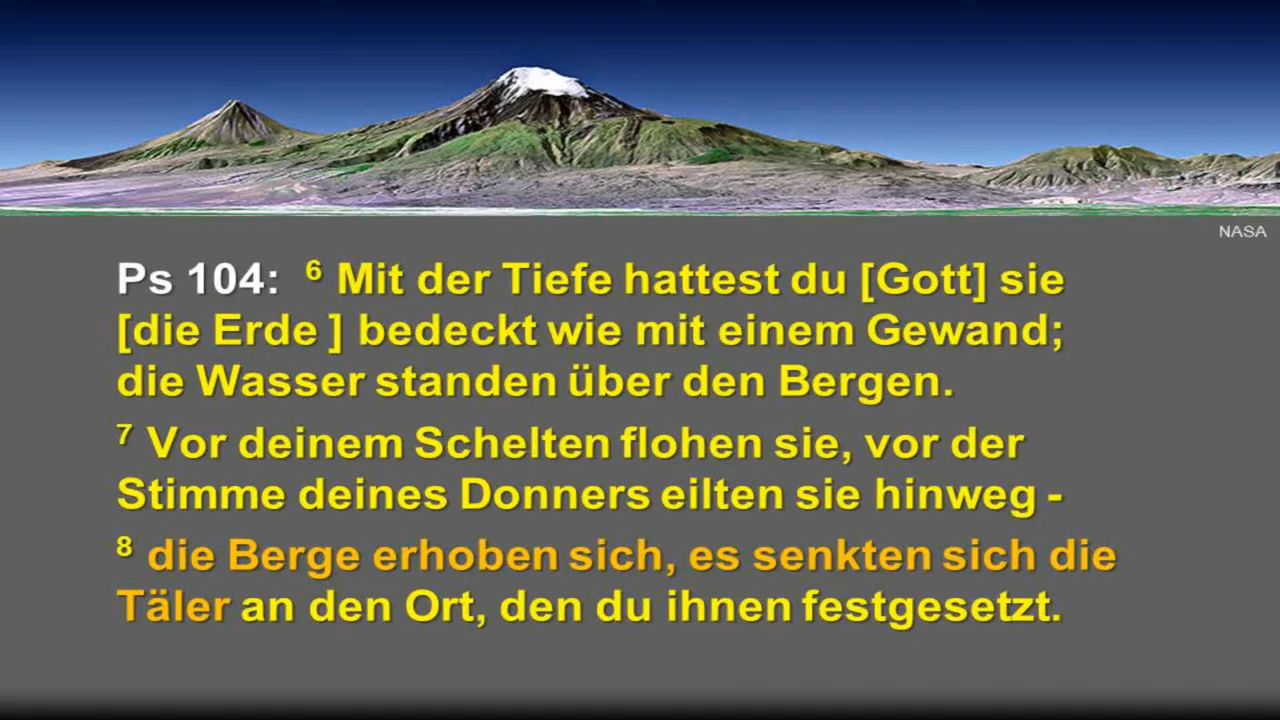 NASA
Ps 104: ⁶ Mit der Tiefe hattest du [Gott] sie
[die Erde ] bedeckt wie mit einem Gewand;
die Wasser standen über den Bergen.
⁷ Vor deinem Schelten flohen sie, vor der
Stimme deines Donners eilten sie hinweg -
⁸ die Berge erhoben sich, es senkten sich die
Täler an den Ort, den du ihnen festgesetzt.